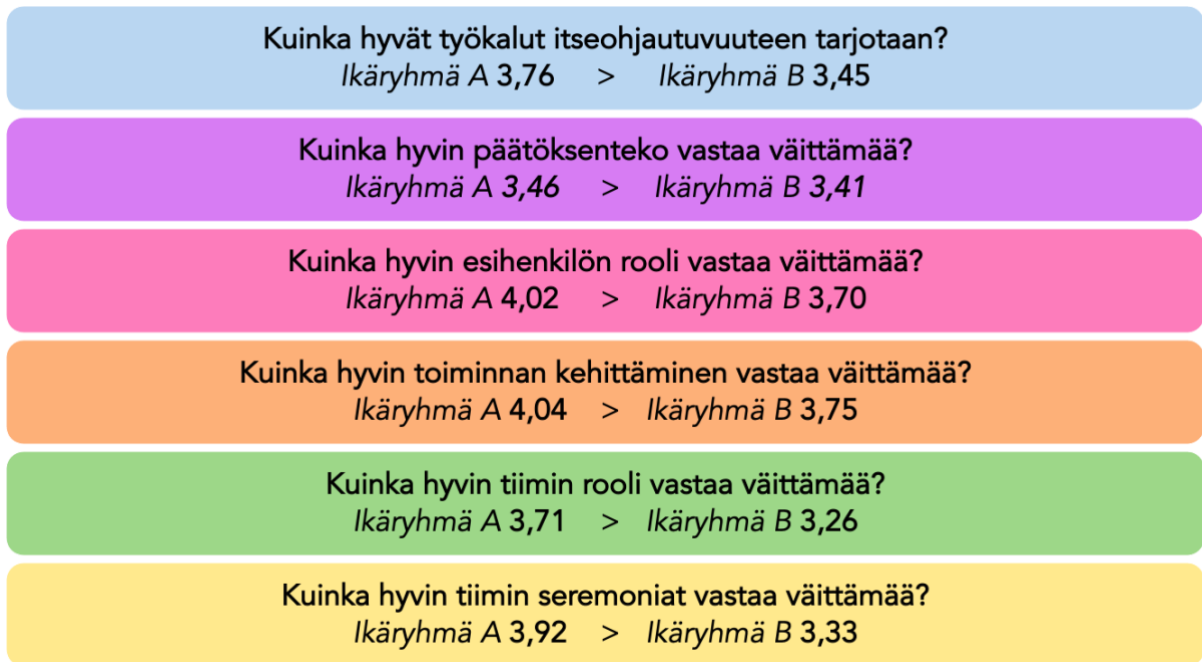 Kuinka hyvät työkalut itseohjautuvuuteen tarjotaan?
Ikäryhmä A 3,76 > Ikäryhmä B 3,45
Kuinka hyvin päätöksenteko vastaa väittämää?
Ikäryhmä A 3,46 > Ikäryhmä B 3,41
Kuinka hyvin esihenkilön rooli vastaa väittämää?
Ikäryhmä A 4,02 > Ikäryhmä B 3,70
Kuinka hyvin toiminnan kehittäminen vastaa väittämää?
Ikäryhmä A 4,04 > Ikäryhmä B 3,75
Kuinka hyvin tiimin rooli vastaa väittämää?
Ikäryhmä A 3,71 > Ikäryhmä B 3,26
Kuinka hyvin tiimin seremoniat vastaa väittämää?
Ikäryhmä A 3,92 > Ikäryhmä B 3,33